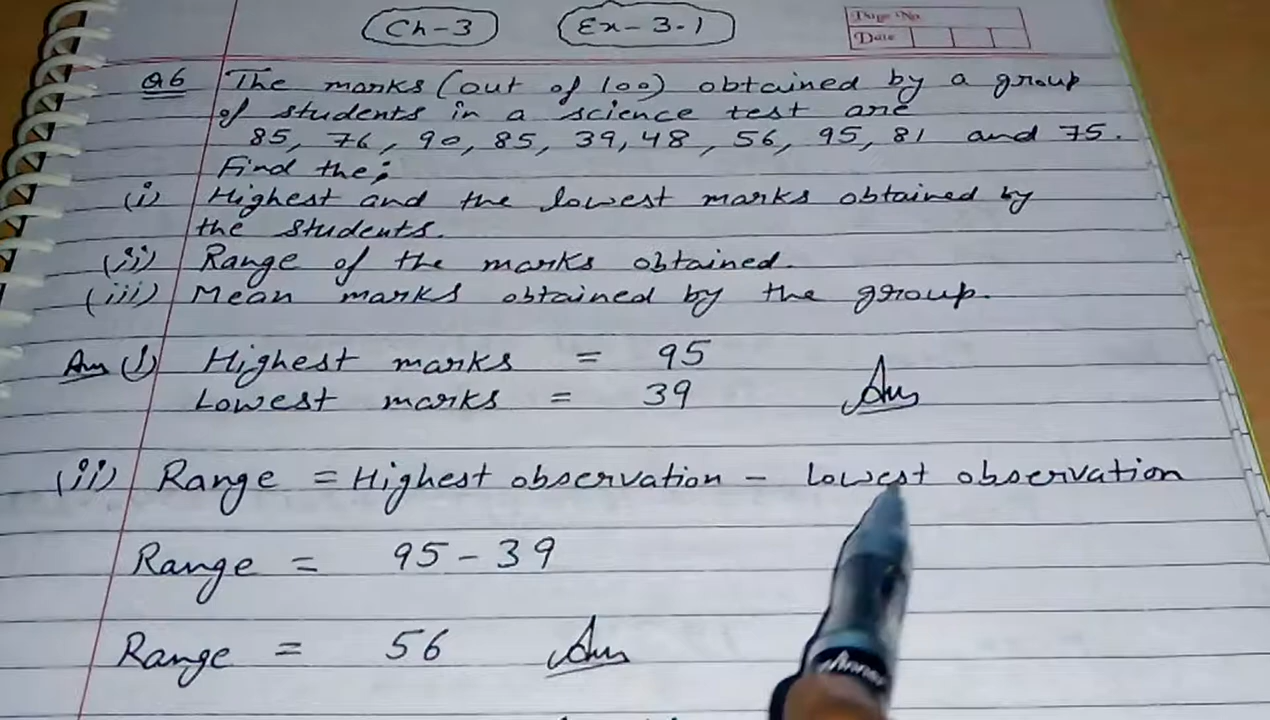 Ch-3 Ex-3.1
Page No.
Date
Q6 The marks (out of 100) obtained by a group
of students in a science test are
85, 76, 90, 85, 39, 48, 56, 95, 81 and 75.
Find the;
(i) Highest and the lowest marks obtained by
the students.
(ii) Range of the marks obtained.
(iii) Mean marks obtained by the group.
Ans (i) Highest marks = 95
Lowest marks = 39 Ans
(ii) Range = Highest observation - lowest observation
Range = 95-39
Range = 56 Ans